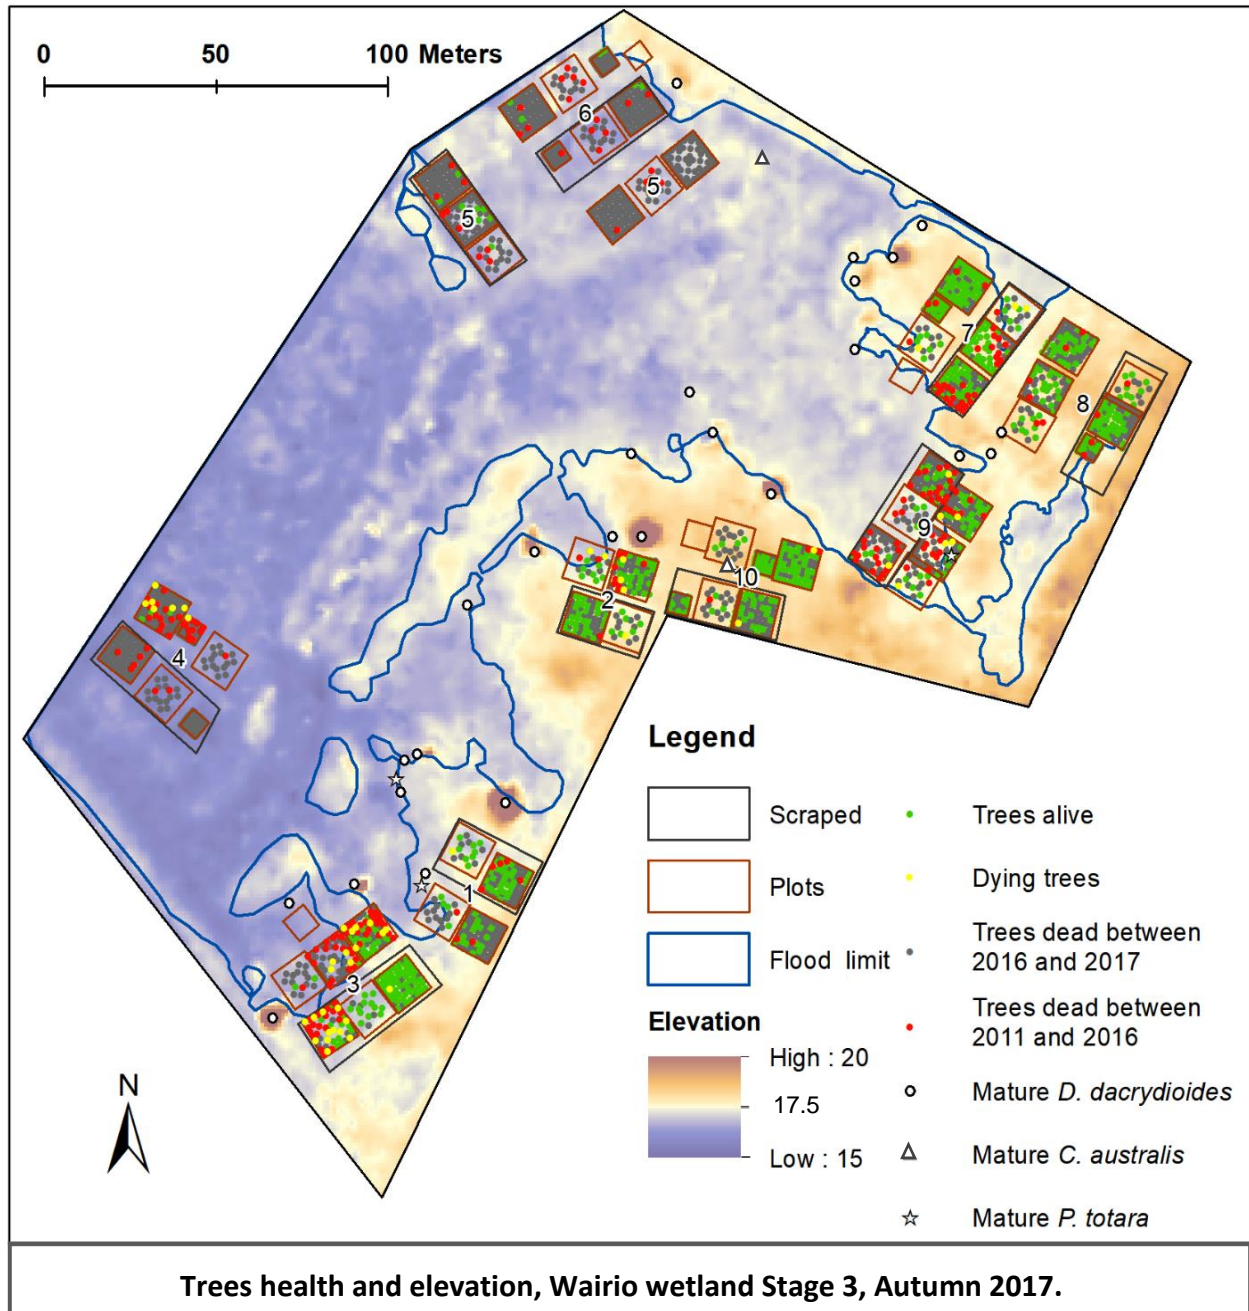 0 50 100 Meters
6
5
5
7
8
9
10
2
4
1
3
N
Legend
Scraped
Plots
Flood limit
Elevation
High : 20
17.5
Low : 15
Trees alive
Dying trees
Trees dead between
2016 and 2017
Trees dead between
2011 and 2016
Mature D. dacrydioides
Mature C. australis
Mature P. totara
Trees health and elevation, Wairio wetland Stage 3, Autumn 2017.